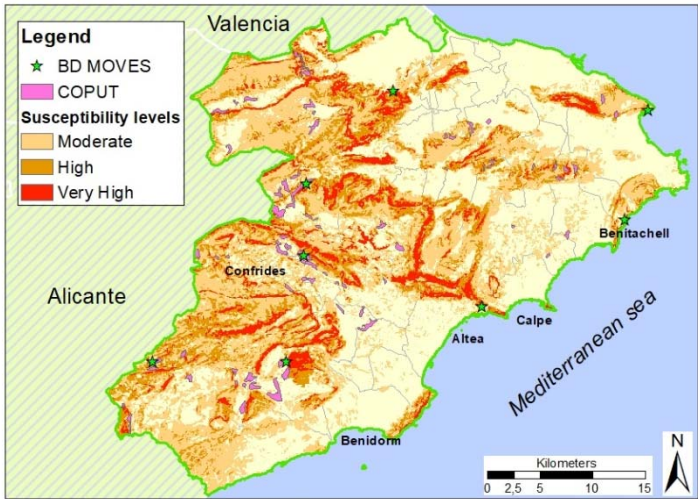 Valencia
Legend
BD MOVES
COPUT
Susceptibility levels
Moderate
High
Very High
Benitachell
Confrides
Alicante
Calpe
Altea
Mediterranean sea
Benidorm
Kilometers
0 2,5 5 10 15
N